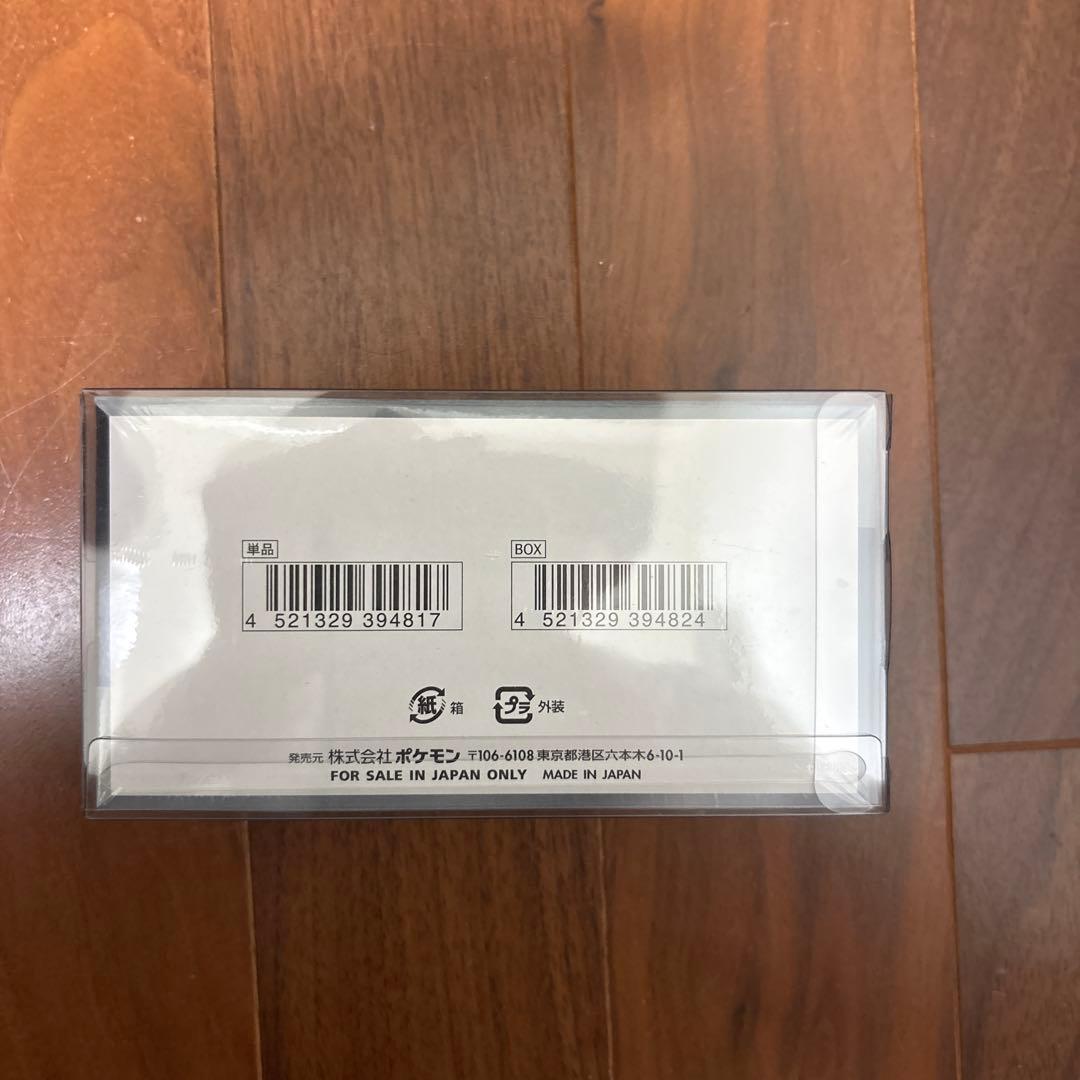 単品
4 521329 394817
BOX
4 521329 394824
紙 箱
プラ 外装
発売元 株式会社 ポケモン 〒106-6108 東京都港区六本木6-10-1
FOR SALE IN JAPAN ONLY MADE IN JAPAN